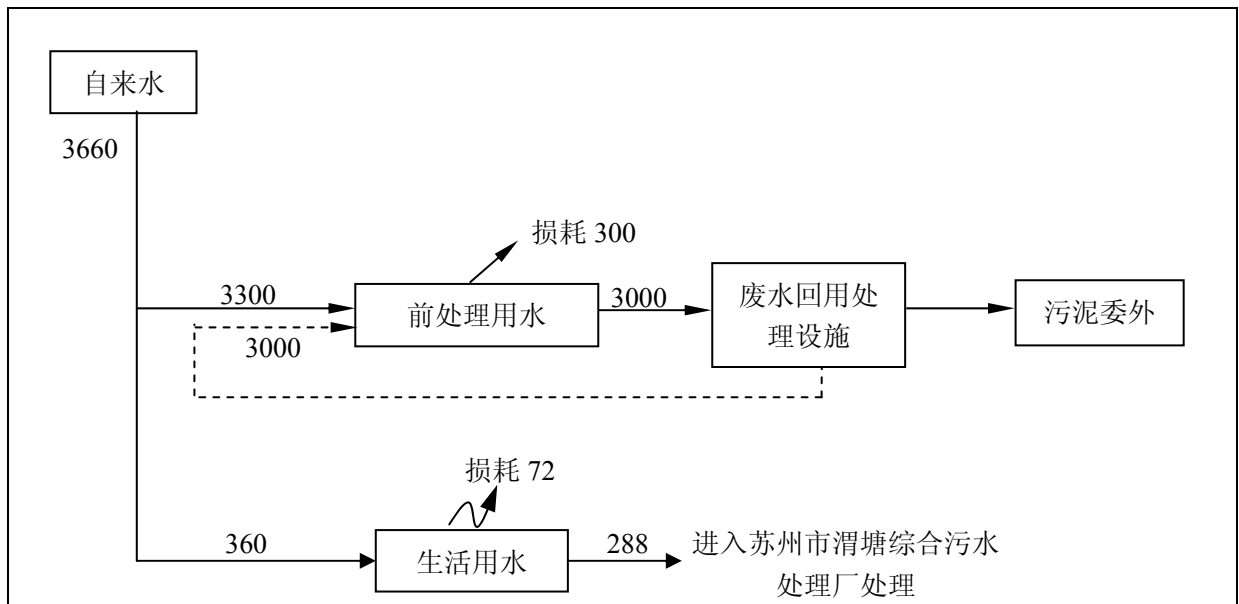 自来水
3660
损耗 300
3300
前处理用水
3000
废水回用处
理设施
污泥委外
3000
损耗 72
360
生活用水
288
进入苏州市渭塘综合污水
处理厂处理